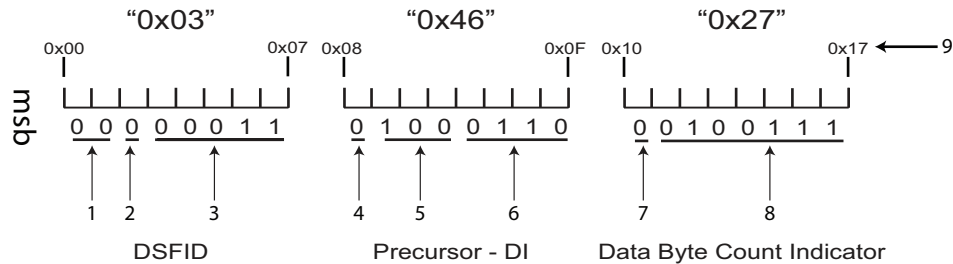 “0x03” “0x46” “0x27”
0x00 0x07 0x08 0x0F 0x10 0x17 9
msb
0 0 0 0 0 0 1 1 0 1 0 0 0 1 1 0 0 0 1 0 0 1 1 1
1 2 3 4 5 6 7 8
DSFID Precursor - DI Data Byte Count Indicator